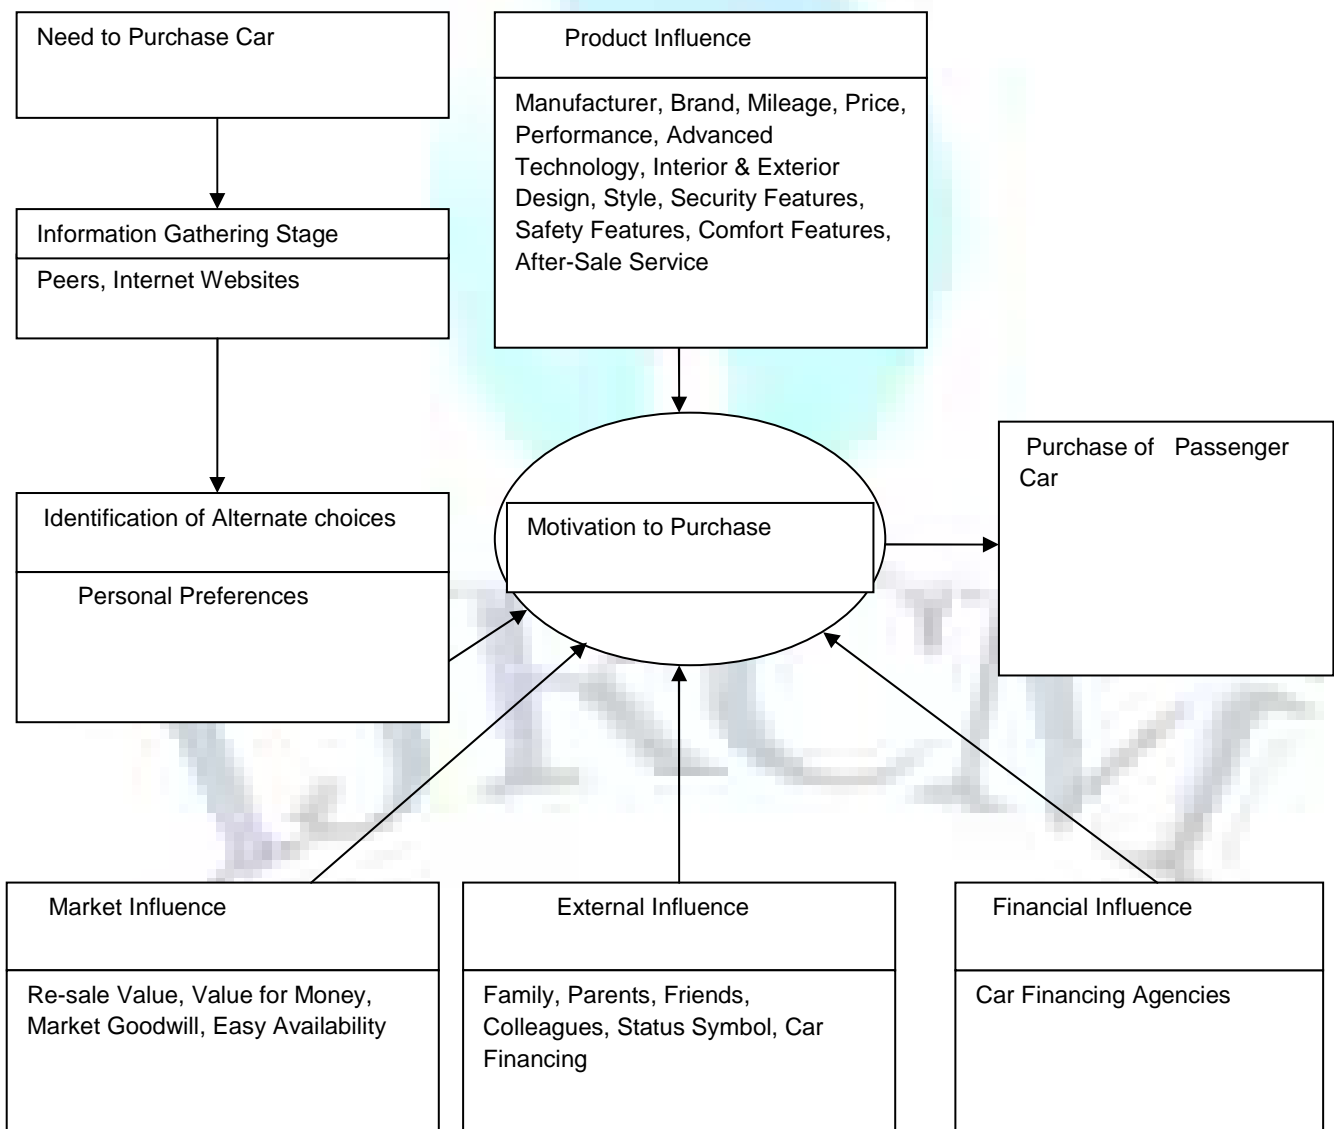 Need to Purchase Car
Product Influence
Manufacturer, Brand, Mileage, Price,
Performance, Advanced
Technology, Interior & Exterior
Design, Style, Security Features,
Safety Features, Comfort Features,
After-Sale Service
Information Gathering Stage
Peers, Internet Websites
Identification of Alternate choices
Personal Preferences
Motivation to Purchase
Purchase of Passenger
Car
Market Influence
Re-sale Value, Value for Money,
Market Goodwill, Easy Availability
External Influence
Family, Parents, Friends,
Colleagues, Status Symbol, Car
Financing
Financial Influence
Car Financing Agencies